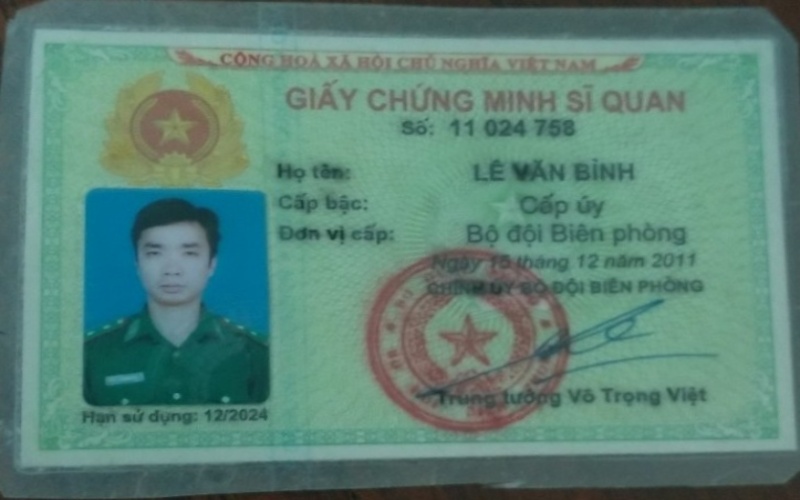 CỘNG HOÀ XÃ HỘI CHỦ NGHĨA VIỆT NAM
GIẤY CHỨNG MINH SĨ QUAN
Số: 11 024 758
Họ tên: LÊ VĂN BÌNH
Cấp bậc: Cấp úy
Đơn vị cấp: Bộ đội Biên phòng
Ngày 15 tháng 12 năm 2011
CHÍNH ỦY BỘ ĐỘI BIÊN PHÒNG
Trung tướng Võ Trọng Việt
Hạn sử dụng: 12/2024